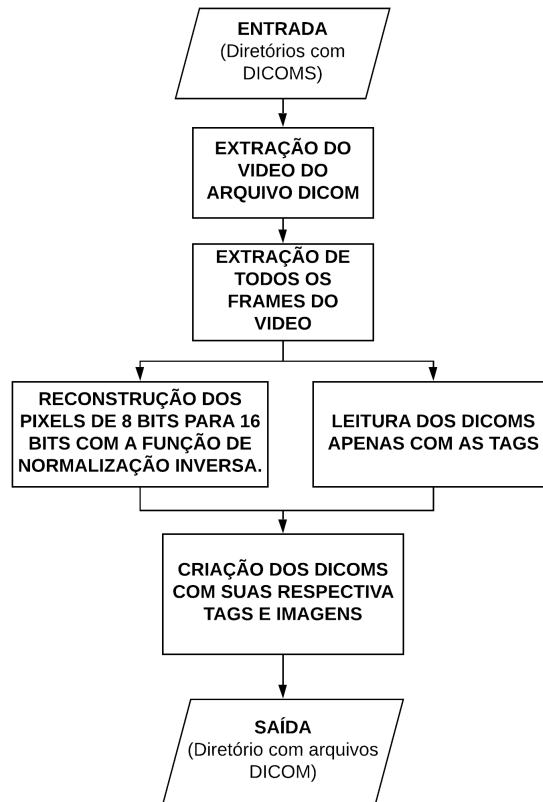 ENTRADA
(Diretórios com
DICOMS)
EXTRAÇÃO DO
VIDEO DO
ARQUIVO DICOM
EXTRAÇÃO DE
TODOS OS
FRAMES DO
VIDEO
RECONSTRUÇÃO DOS
PIXELS DE 8 BITS PARA 16
BITS COM A FUNÇÃO DE
NORMALIZAÇÃO INVERSA.
LEITURA DOS DICOMS
APENAS COM AS TAGS
CRIAÇÃO DOS DICOMS
COM SUAS RESPECTIVA
TAGS E IMAGENS
SAÍDA
(Diretório com arquivos
DICOM)